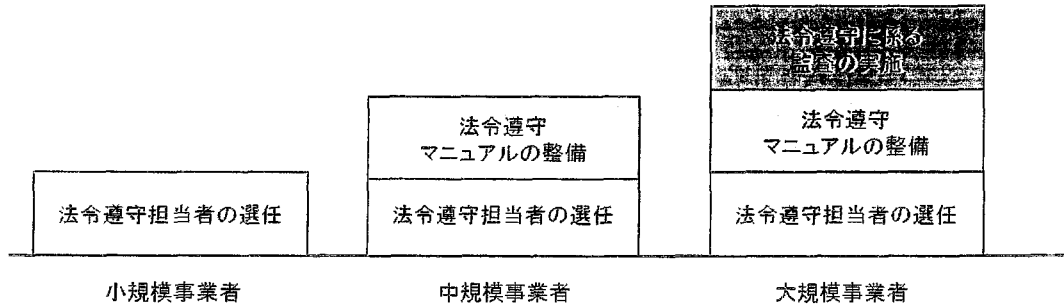 法令遵守に係る
監査の実施
法令遵守
マニュアルの整備
法令遵守
マニュアルの整備
法令遵守担当者の選任
法令遵守担当者の選任
法令遵守担当者の選任
小規模事業者
中規模事業者
大規模事業者